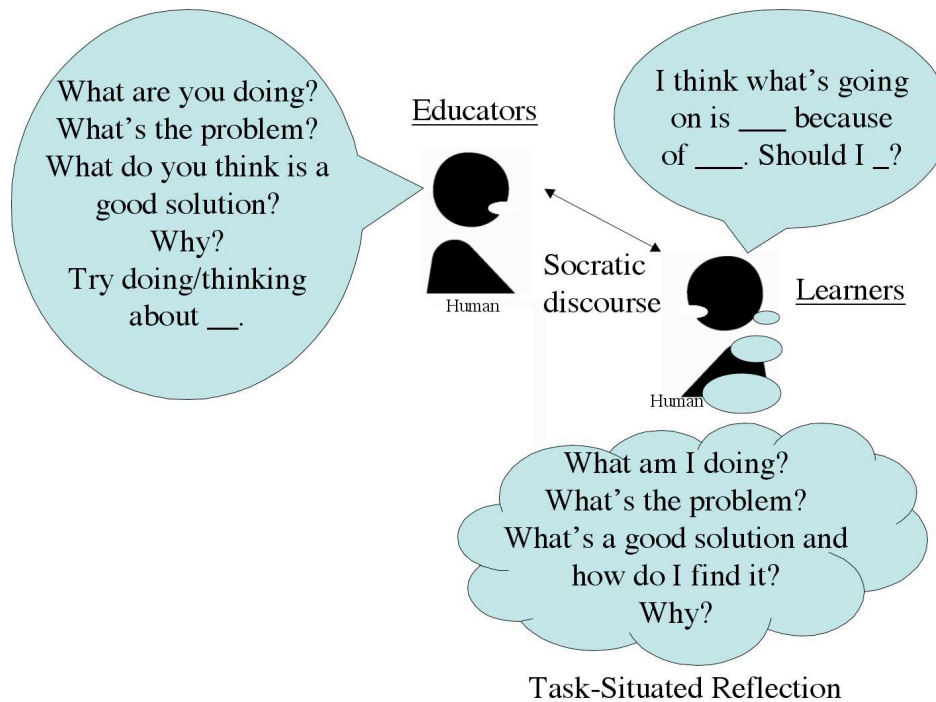 What are you doing?
What's the problem?
What do you think is a
good solution?
Why?
Try doing/thinking
about __.
Educators
Human
Socratic
discourse
I think what's going
on is ___ because
of ___. Should I _?
Learners
Human
What am I doing?
What's the problem?
What's a good solution and
how do I find it?
Why?
Task-Situated Reflection